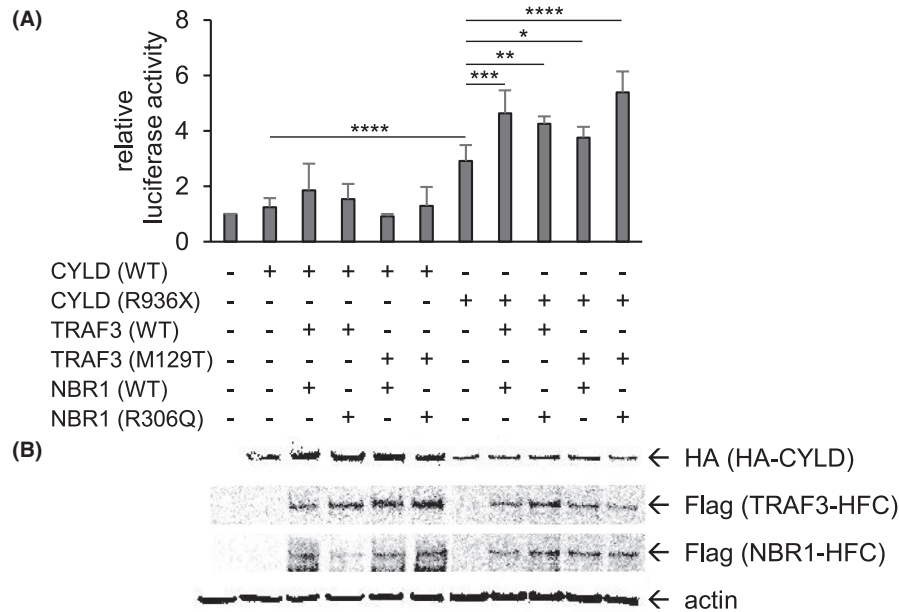 (A)
relative
luciferase activity
8
6
4
2
0
****
*
**
***
****
CYLD (WT) - + + + + + - - - - -
CYLD (R936X) - - - - - - + + + + +
TRAF3 (WT) - - + + - - - + + - -
TRAF3 (M129T) - - - - + + - - - + +
NBR1 (WT) - - + - + - - + - + -
NBR1 (R306Q) - - - + - + - - + - +
(B)
← HA (HA-CYLD)
← Flag (TRAF3-HFC)
← Flag (NBR1-HFC)
← actin